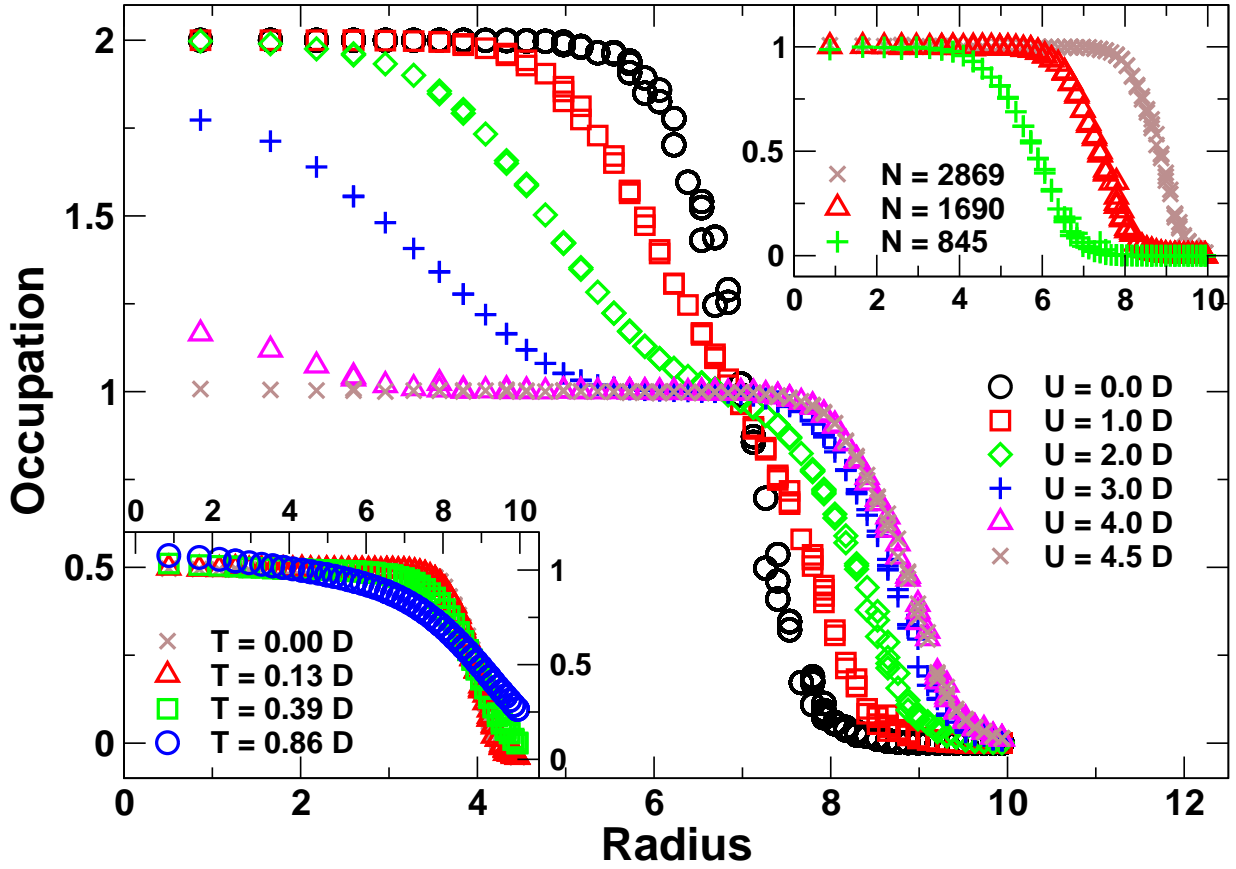 2
1.5
1
0.5
0
Occupation
0 2 4 6 8 10 12
Radius
U = 0.0 D
U = 1.0 D
U = 2.0 D
U = 3.0 D
U = 4.0 D
U = 4.5 D
1
0.5
0
N = 2869
N = 1690
N = 845
0 2 4 6 8 10
0 2 4 6 8 10
1
0.5
0
T = 0.00 D
T = 0.13 D
T = 0.39 D
T = 0.86 D